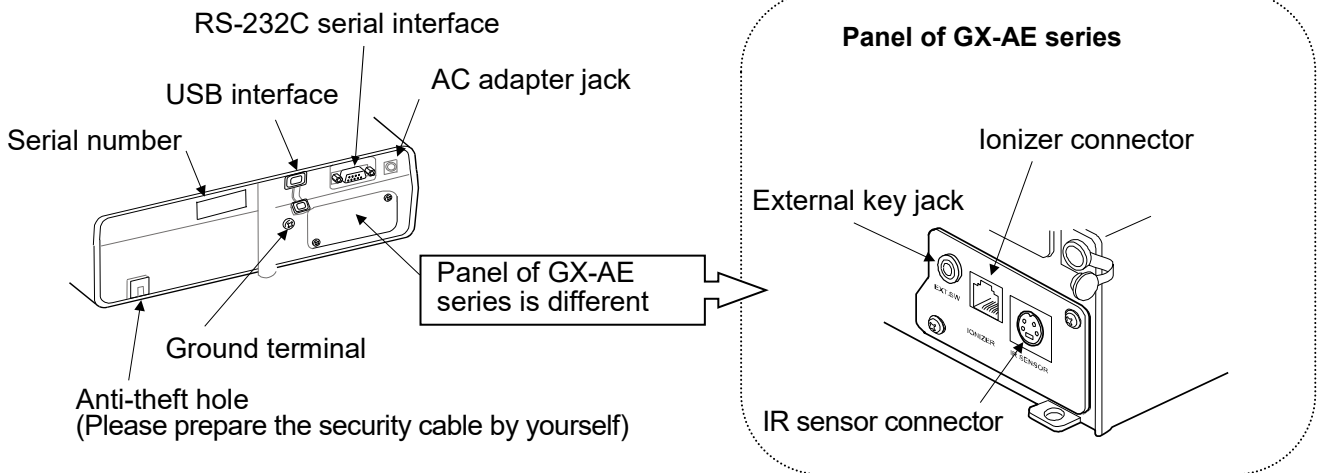 RS-232C serial interface
AC adapter jack
USB interface
Serial number
Panel of GX-AE
series is different
Ground terminal
Anti-theft hole
(Please prepare the security cable by yourself)
Panel of GX-AE series
Ionizer connector
External key jack
EXT.SW
IONIZER
IR SENSOR
IR sensor connector